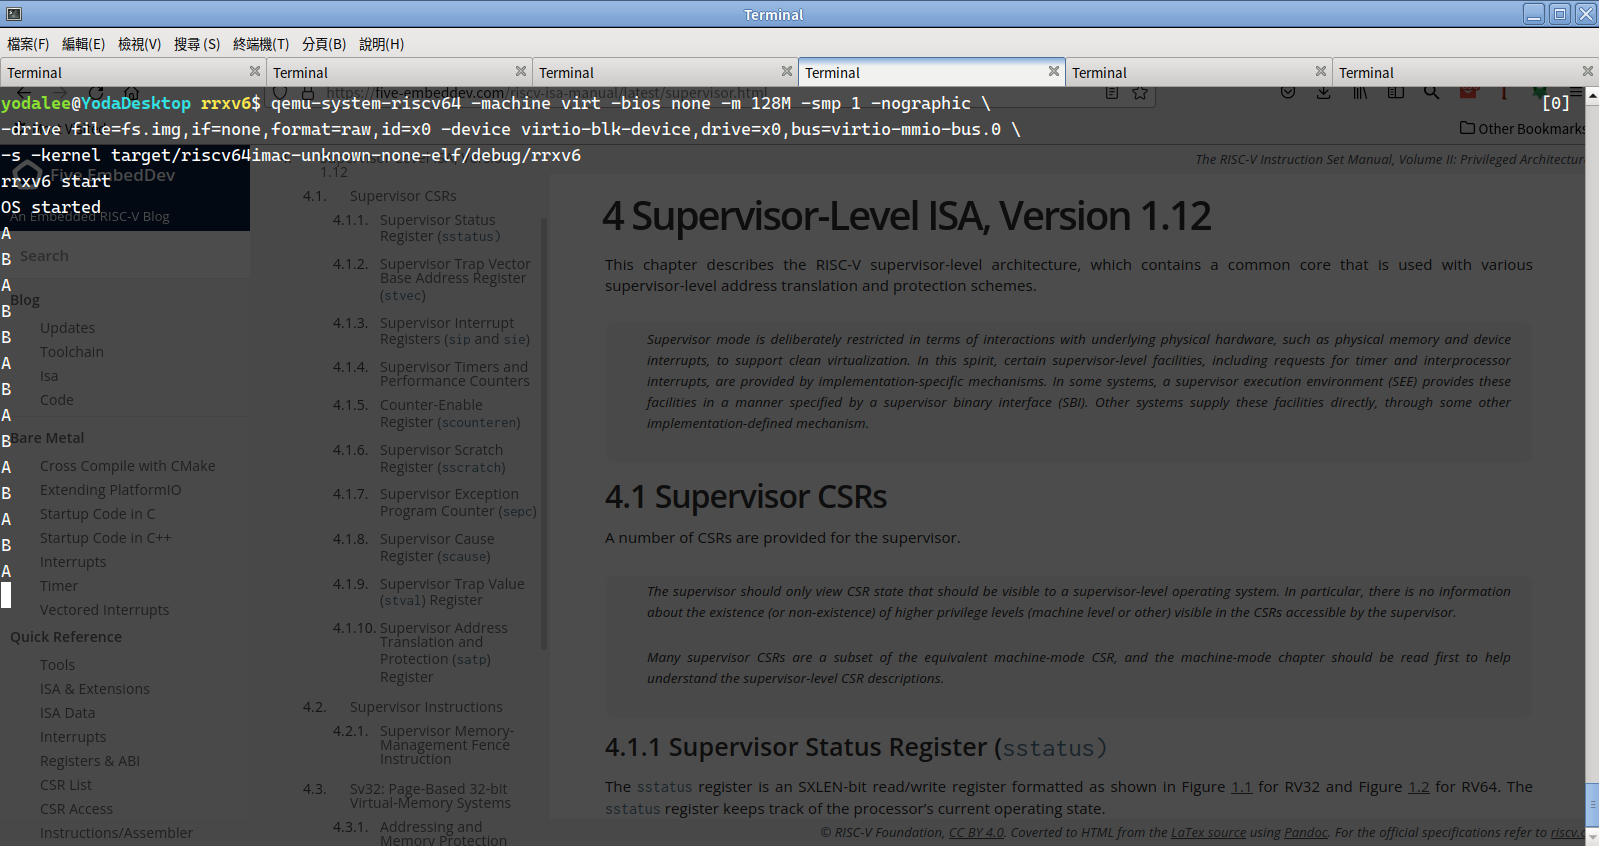 Terminal
檔案(F) 編輯(E) 檢視(V) 搜尋 (S) 終端機(T) 分頁(B) 說明(H)
Terminal Terminal Terminal Terminal Terminal Terminal
https://five-embeddev.com/riscv-isa-manual/latest/supervisor.html
yodalee@YodaDesktop rrxv6$ qemu-system-riscv64 -machine virt -bios none -m 128M -smp 1 -nographic \ [0]
-drive file=fs.img,if=none,format=raw,id=x0 -device virtio-blk-device,drive=x0,bus=virtio-mmio-bus.0 \
-s -kernel target/riscv64imac-unknown-none-elf/debug/rrxv6
rrxv6 start
OS started
A
B
A
B
B
A
B
A
B
A
B
A
B
A
Other Bookmarks
Five EmbedDev
An Embedded RISC-V Blog
Search
Blog
Updates
Toolchain
Isa
Code
Bare Metal
Cross Compile with CMake
Extending PlatformIO
Startup Code in C
Startup Code in C++
Interrupts
Timer
Vectored Interrupts
Quick Reference
Tools
ISA & Extensions
ISA Data
Interrupts
Registers & ABI
CSR List
CSR Access
Instructions/Assembler
1.12
4.1. Supervisor CSRs
4.1.1. Supervisor Status
Register (sstatus)
4.1.2. Supervisor Trap Vector
Base Address Register
(stvec)
4.1.3. Supervisor Interrupt
Registers (sip and sie)
4.1.4. Supervisor Timers and
Performance Counters
4.1.5. Counter-Enable
Register (scounteren)
4.1.6. Supervisor Scratch
Register (sscratch)
4.1.7. Supervisor Exception
Program Counter (sepc)
4.1.8. Supervisor Cause
Register (scause)
4.1.9. Supervisor Trap Value
(stval) Register
4.1.10. Supervisor Address
Translation and
Protection (satp)
Register
4.2. Supervisor Instructions
4.2.1. Supervisor Memory-
Management Fence
Instruction
4.3. Sv32: Page-Based 32-bit
Virtual-Memory Systems
4.3.1. Addressing and
Memory Protection
The RISC-V Instruction Set Manual, Volume II: Privileged Architecture
4 Supervisor-Level ISA, Version 1.12
This chapter describes the RISC-V supervisor-level architecture, which contains a common core that is used with various
supervisor-level address translation and protection schemes.
Supervisor mode is deliberately restricted in terms of interactions with underlying physical hardware, such as physical memory and device
interrupts, to support clean virtualization. In this spirit, certain supervisor-level facilities, including requests for timer and interprocessor
interrupts, are provided by implementation-specific mechanisms. In some systems, a supervisor execution environment (SEE) provides these
facilities in a manner specified by a supervisor binary interface (SBI). Other systems supply these facilities directly, through some other
implementation-defined mechanism.
4.1 Supervisor CSRs
A number of CSRs are provided for the supervisor.
The supervisor should only view CSR state that should be visible to a supervisor-level operating system. In particular, there is no information
about the existence (or non-existence) of higher privilege levels (machine level or other) visible in the CSRs accessible by the supervisor.
Many supervisor CSRs are a subset of the equivalent machine-mode CSR, and the machine-mode chapter should be read first to help
understand the supervisor-level CSR descriptions.
4.1.1 Supervisor Status Register (sstatus)
The sstatus register is an SXLEN-bit read/write register formatted as shown in Figure 1.1 for RV32 and Figure 1.2 for RV64. The
sstatus register keeps track of the processor's current operating state.
© RISC-V Foundation, CC BY 4.0. Coverted to HTML from the LaTex source using Pandoc. For the official specifications refer to riscv.